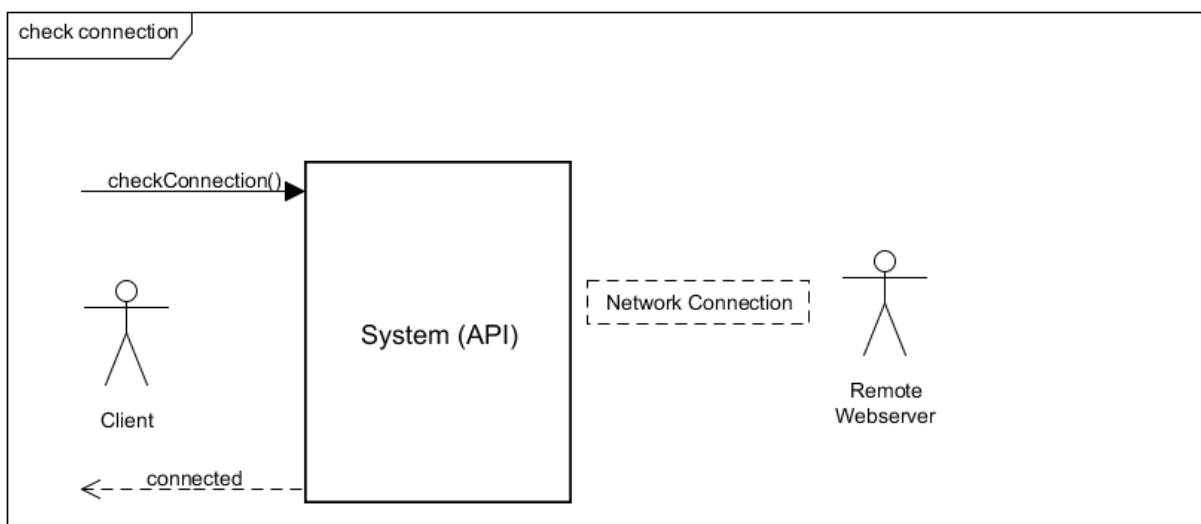 check connection
checkConnection()
System (API)
Network Connection
Client
Remote
Webserver
connected